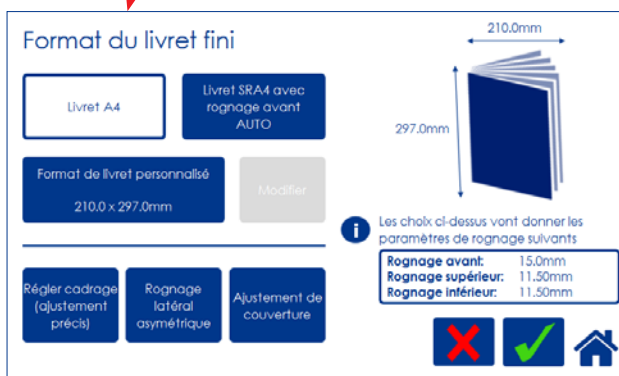 Format du livret fini
Livret A4
Livret SRA4 avec
rognage avant
AUTO
Format de livret personnalisé
210.0 x 297.0mm
Modifier
Régler cadrage
(ajustement
précis)
Rognage
latéral
asymétrique
Ajustement de
couverture
210.0mm
297.0mm
i
Les choix ci-dessus vont donner les
paramètres de rognage suivants
Rognage avant: 15.0mm
Rognage supérieur: 11.50mm
Rognage inférieur: 11.50mm